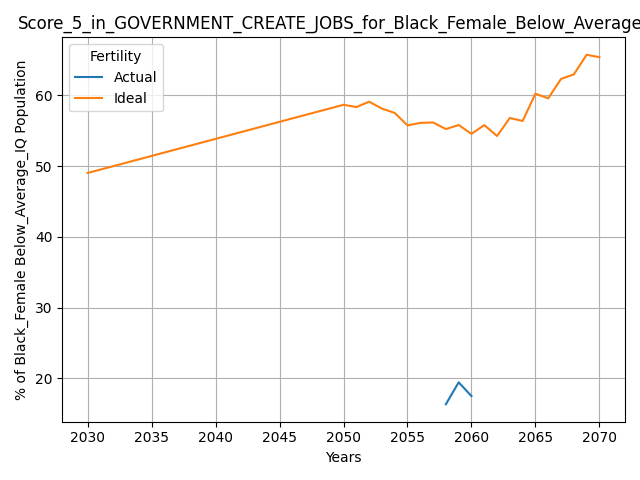 Score_5_in_GOVERNMENT_CREATE_JOBS_for_Black_Female_Below_Average
Fertility
Actual
Ideal
% of Black_Female Below_Average_IQ Population
60
50
40
30
20
2030 2035 2040 2045 2050 2055 2060 2065 2070
Years